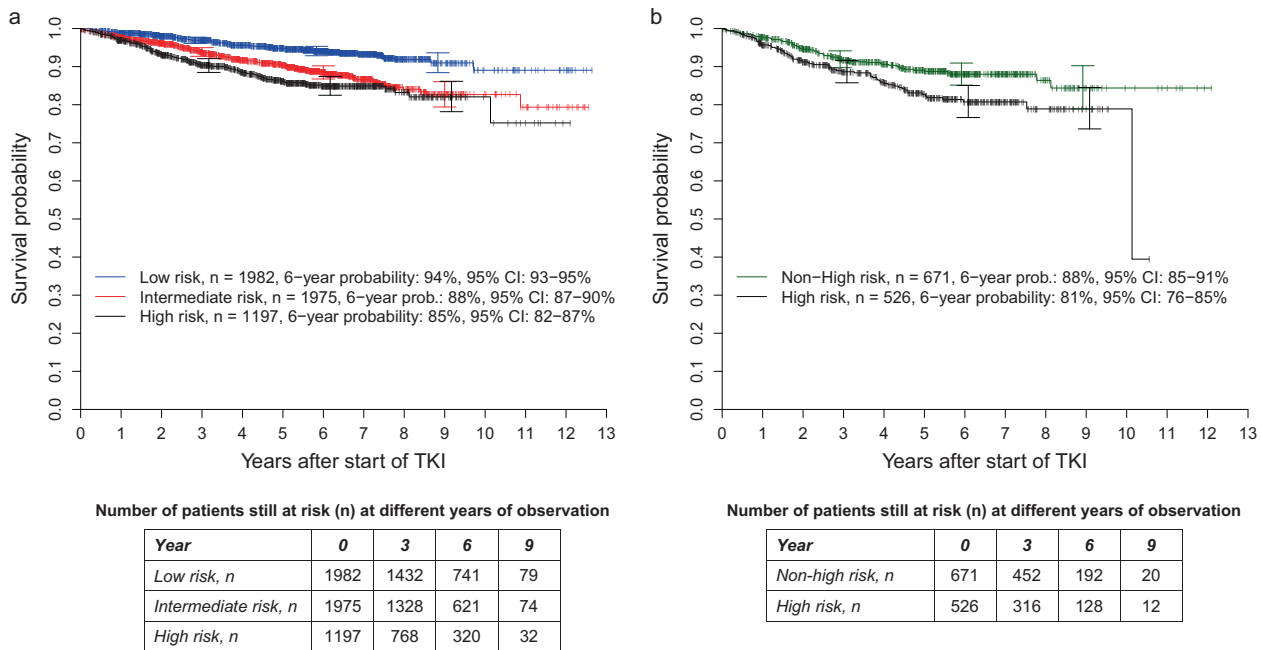 a
Survival probability
1.0
0.9
0.8
0.7
0.6
0.5
0.4
0.3
0.2
0.1
0.0
Low risk, n = 1982, 6−year probability: 94%, 95% CI: 93−95%
Intermediate risk, n = 1975, 6−year prob.: 88%, 95% CI: 87−90%
High risk, n = 1197, 6−year probability: 85%, 95% CI: 82−87%
0 1 2 3 4 5 6 7 8 9 10 11 12 13
Years after start of TKI
Number of patients still at risk (n) at different years of observation
Year 0 3 6 9
Low risk, n 1982 1432 741 79
Intermediate risk, n 1975 1328 621 74
High risk, n 1197 768 320 32
b
Survival probability
1.0
0.9
0.8
0.7
0.6
0.5
0.4
0.3
0.2
0.1
0.0
Non−High risk, n = 671, 6−year prob.: 88%, 95% CI: 85−91%
High risk, n = 526, 6−year probability: 81%, 95% CI: 76−85%
0 1 2 3 4 5 6 7 8 9 10 11 12 13
Years after start of TKI
Number of patients still at risk (n) at different years of observation
Year 0 3 6 9
Non-high risk, n 671 452 192 20
High risk, n 526 316 128 12